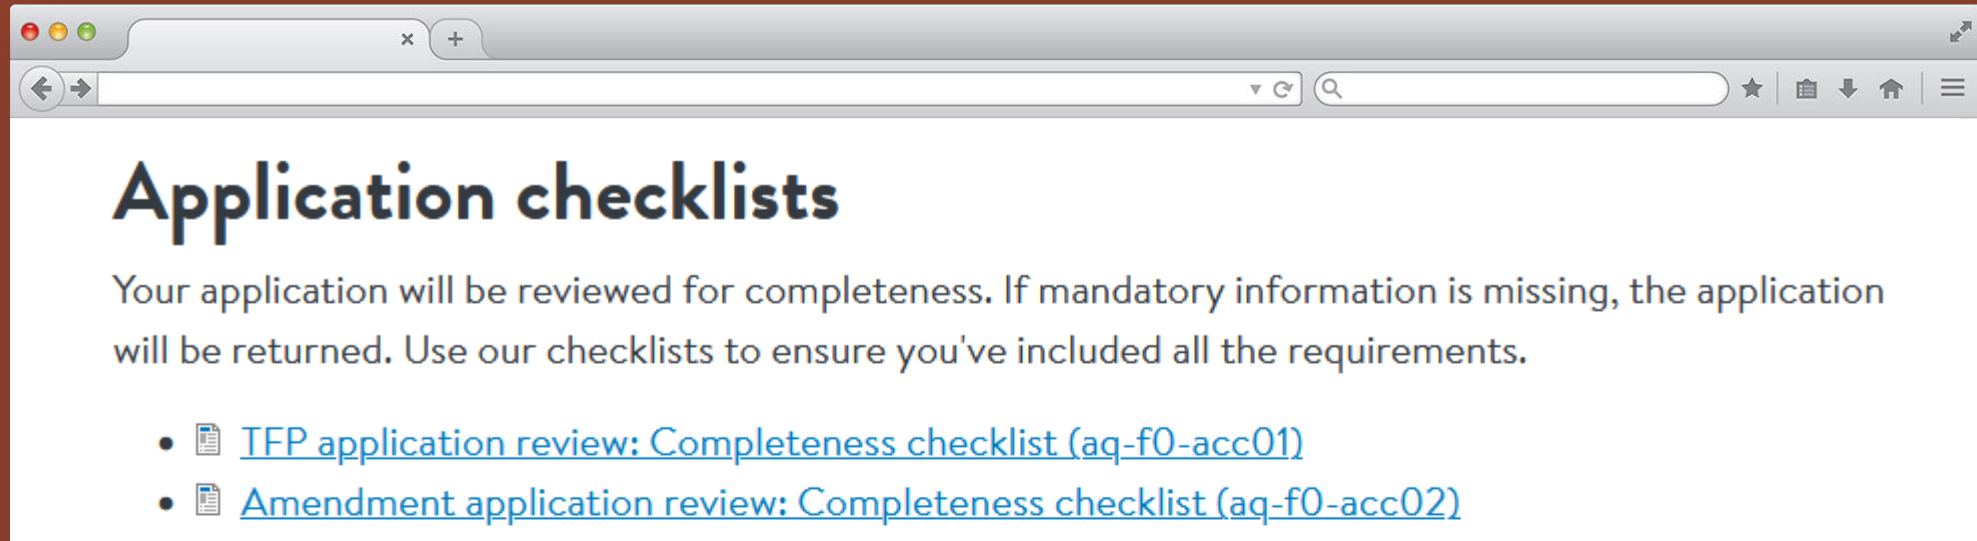 Application checklists
Your application will be reviewed for completeness. If mandatory information is missing, the application
will be returned. Use our checklists to ensure you've included all the requirements.
• TFP application review: Completeness checklist (aq-f0-acc01)
• Amendment application review: Completeness checklist (aq-f0-acc02)